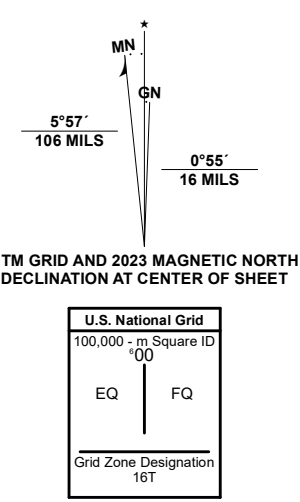 ★
MN
GN
5°57´
106 MILS
0°55´
16 MILS
TM GRID AND 2023 MAGNETIC NORTH
DECLINATION AT CENTER OF SHEET
U.S. National Grid
100,000 - m Square ID
⁶00
EQ FQ
Grid Zone Designation
16T